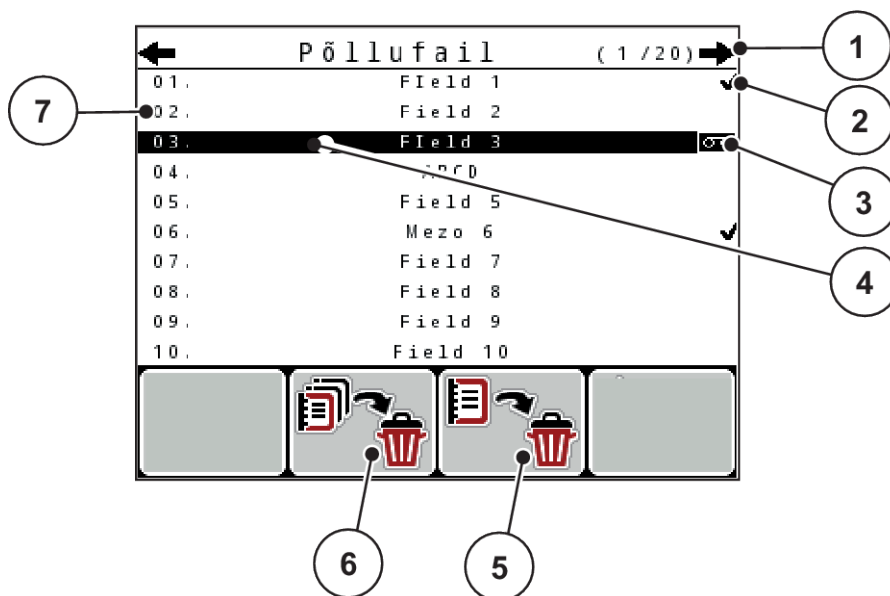 Põllufail (1/20)
01. FIeld 1
02. Field 2
03. FIeld 3
04. ABCD
05. Field 5
06. Mezo 6
07. Field 7
08. Field 8
09. Field 9
10. Field 10
1
2
3
4
5
6
7